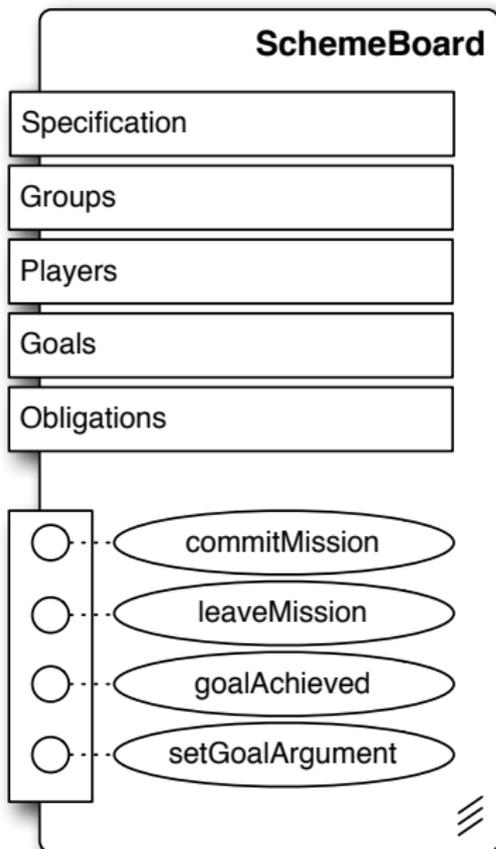 SchemeBoard
Specification
Groups
Players
Goals
Obligations
commitMission
leaveMission
goalAchieved
setGoalArgument